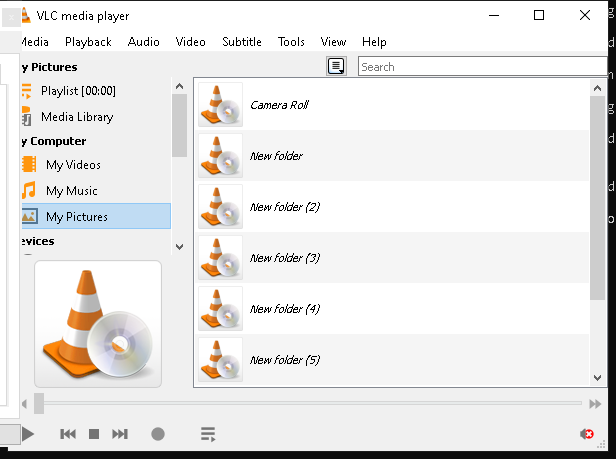 VLC media player
Media Playback Audio Video Subtitle Tools View Help
y Pictures
Search
Playlist [00:00]
Media Library
y Computer
My Videos
My Music
My Pictures
evices
Camera Roll
New folder
New folder (2)
New folder (3)
New folder (4)
New folder (5)